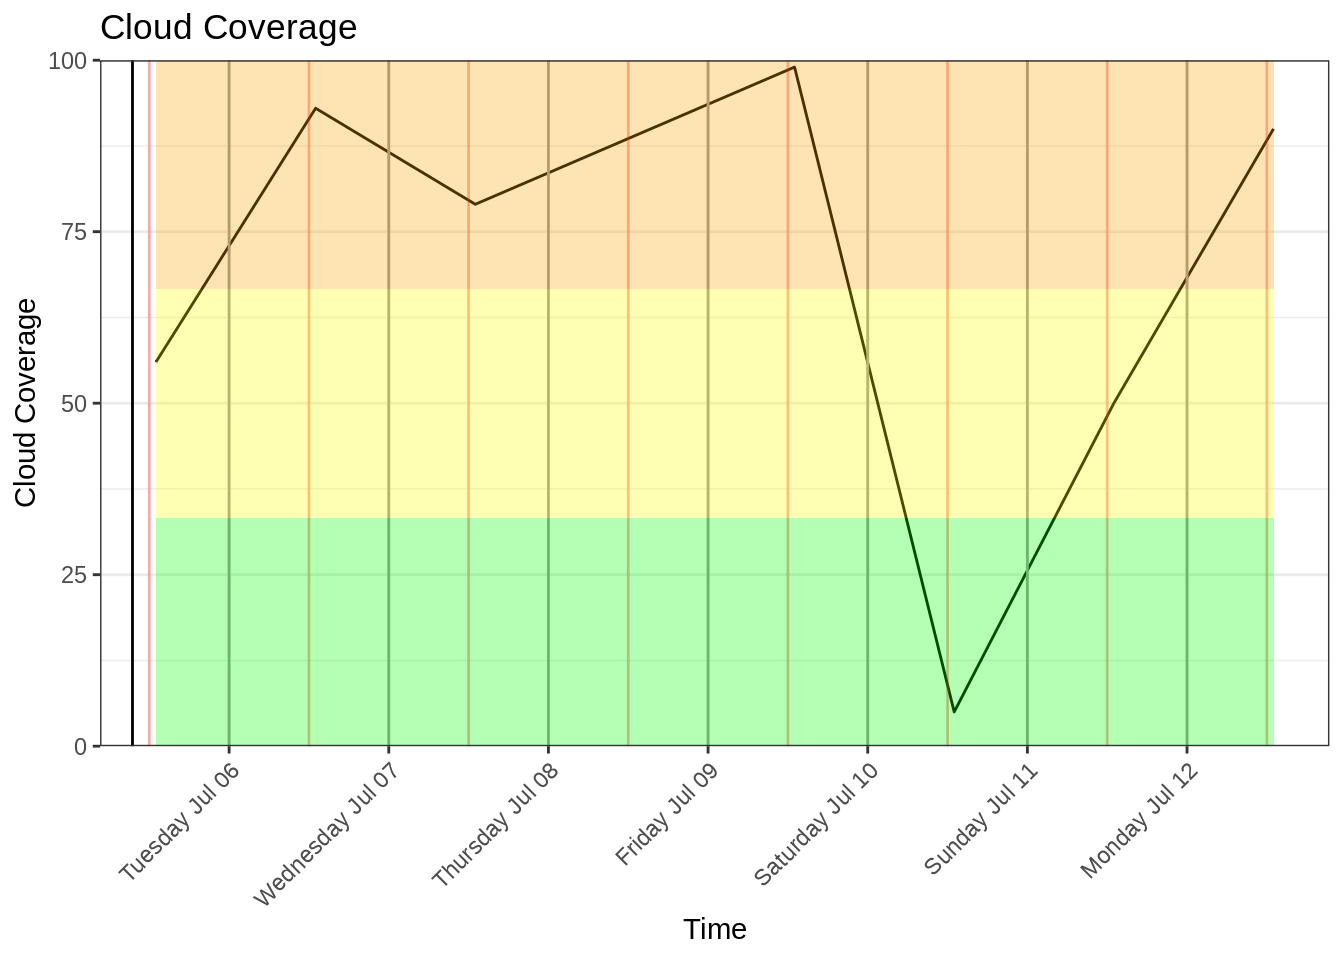 Cloud Coverage
100
75
50
25
0
Cloud Coverage
Tuesday Jul 06
Wednesday Jul 07
Thursday Jul 08
Friday Jul 09
Saturday Jul 10
Sunday Jul 11
Monday Jul 12
Time